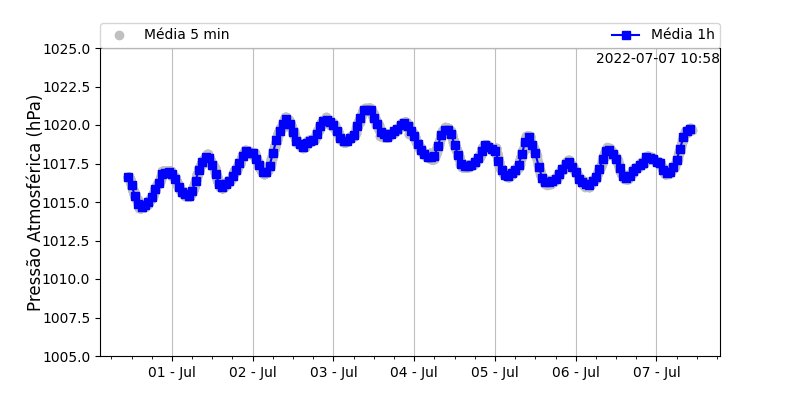 Média 5 min
Média 1h
2022-07-07 10:58
Pressão Atmosférica (hPa)
1025.0
1022.5
1020.0
1017.5
1015.0
1012.5
1010.0
1007.5
1005.0
01 - Jul
02 - Jul
03 - Jul
04 - Jul
05 - Jul
06 - Jul
07 - Jul